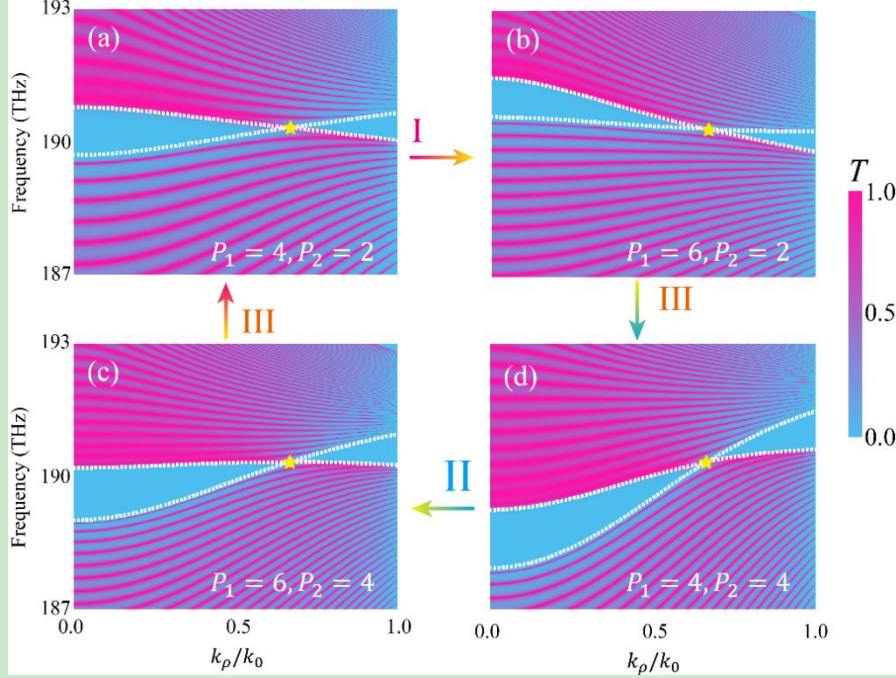 193
(a)
(b)
190
Frequency (THz)
I
P₁ = 4, P₂ = 2
P₁ = 6, P₂ = 2
187
T
1.0
0.5
0.0
III
III
193
(c)
(d)
190
Frequency (THz)
II
P₁ = 6, P₂ = 4
P₁ = 4, P₂ = 4
187
0.0 0.5 1.0
0.0 0.5 1.0
kρ/k₀
kρ/k₀